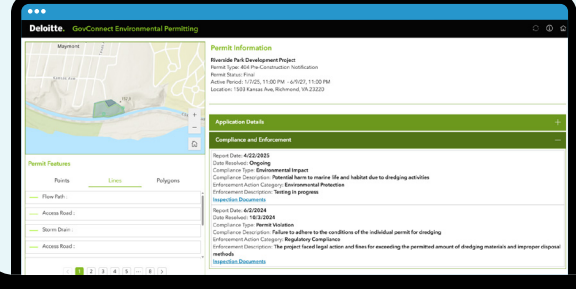 Deloitte. GovConnect Environmental Permitting
Maymont
Kansas Ave
+
−
Permit Features
Points Lines Polygons
Flow Path :
Access Road :
Storm Drain :
Access Road :
< 1 2 3 4 5 ... 8 >
Permit Information
Riverside Park Development Project
Permit Type: 404 Pre-Construction Notification
Permit Status: Final
Active Period: 1/7/25, 11:00 PM - 6/9/27, 11:00 PM
Location: 1503 Kansas Ave, Richmond, VA 23220
Application Details +
Compliance and Enforcement −
Report Date: 4/22/2025
Date Received: Ongoing
Compliance Type: Environmental Impact
Compliance Description: Potential harm to marine life and habitat due to dredging activities
Enforcement Action Category: Environmental Protection
Enforcement Description: Testing in progress
Inspection Documents
Report Date: 6/2/2024
Date Received: 10/3/2024
Compliance Type: Permit Violation
Compliance Description: Failure to adhere to the conditions of the individual permit for dredging
Enforcement Action Category: Regulatory Compliance
Enforcement Description: The project faced legal action and fines for exceeding the permitted amount of dredging materials and improper disposal
methods
Inspection Documents